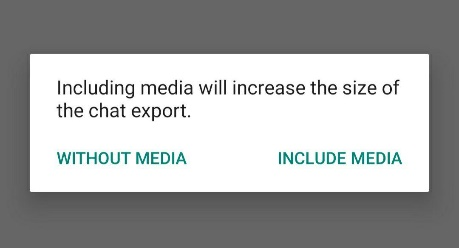 Including media will increase the size of
the chat export.
WITHOUT MEDIA
INCLUDE MEDIA